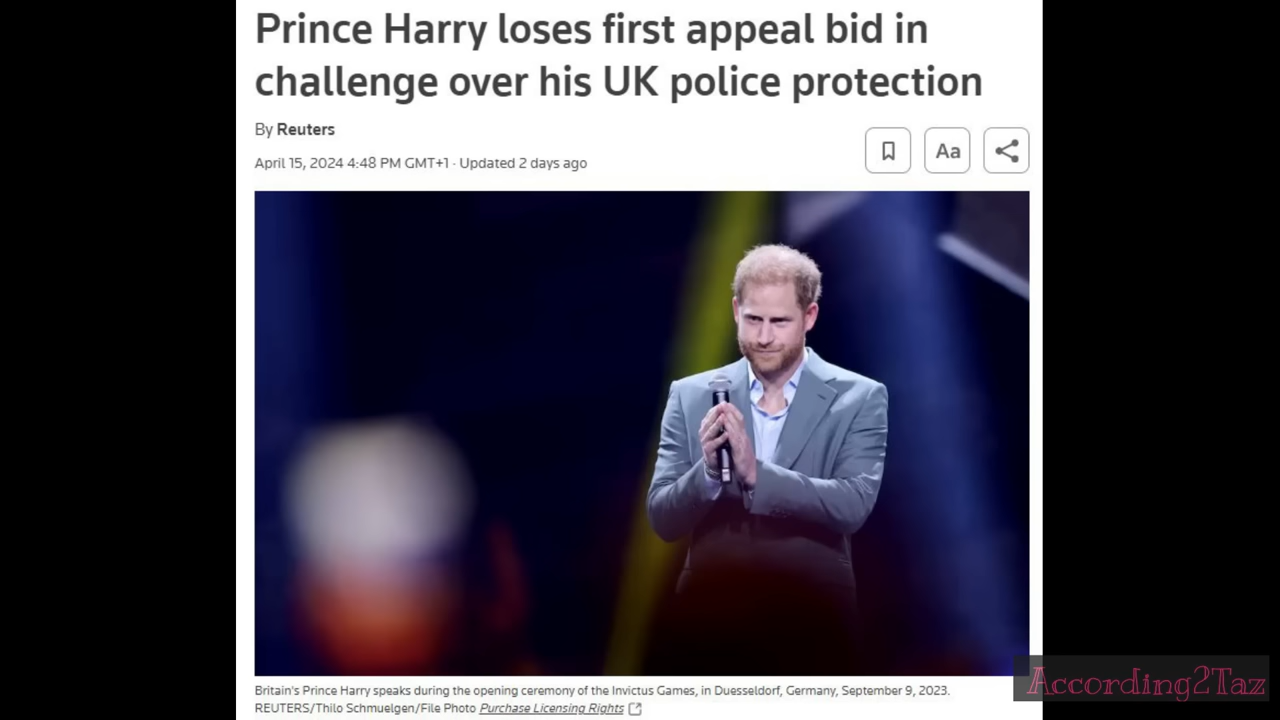 Prince Harry loses first appeal bid in
challenge over his UK police protection
By Reuters
April 15, 2024 4:48 PM GMT+1 · Updated 2 days ago
Aa
Britain's Prince Harry speaks during the opening ceremony of the Invictus Games, in Duesseldorf, Germany, September 9, 2023.
REUTERS/Thilo Schmuelgen/File Photo Purchase Licensing Rights
According2Taz